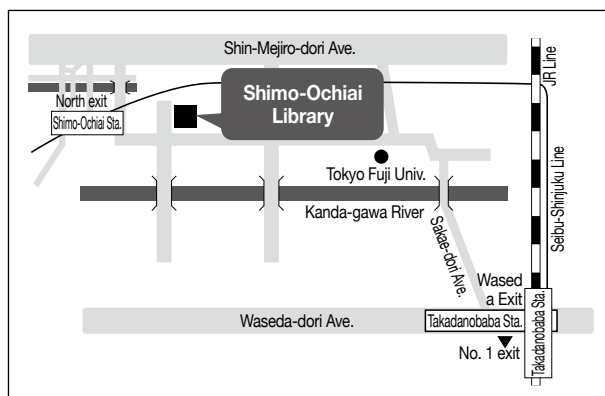 Shin-Mejiro-dori Ave.
JR Line
North exit
Shimo-Ochiai Sta.
Shimo-Ochiai
Library
Tokyo Fuji Univ.
Kanda-gawa River
Seibu-Shinjuku Line
Sakae-dori Ave.
Wased
a Exit
Waseda-dori Ave.
Takadanobaba Sta.
Takadanobaba Sta.
No. 1 exit